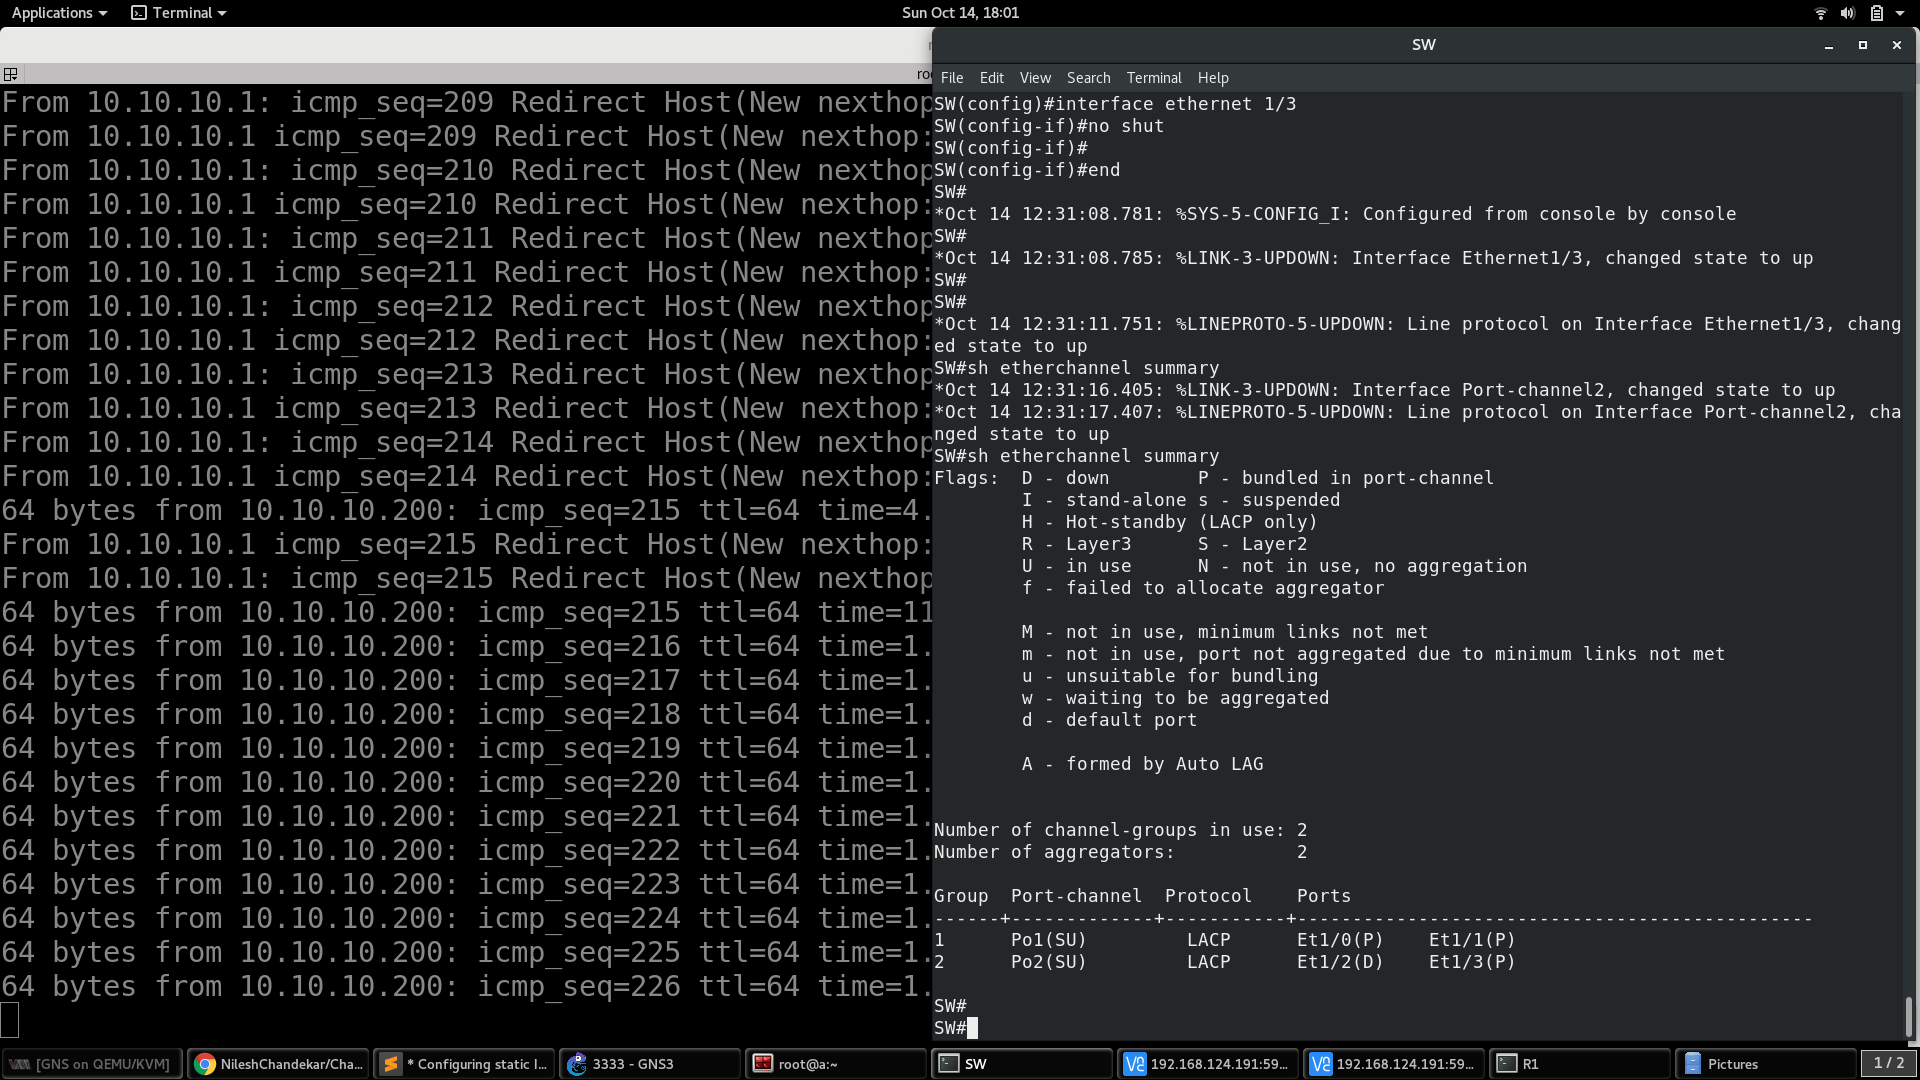 Applications
Terminal
Sun Oct 14, 18:01
SW
File Edit View Search Terminal Help
From 10.10.10.1: icmp_seq=209 Redirect Host(New nexthop
From 10.10.10.1 icmp_seq=209 Redirect Host(New nexthop:
From 10.10.10.1: icmp_seq=210 Redirect Host(New nexthop
From 10.10.10.1 icmp_seq=210 Redirect Host(New nexthop:
From 10.10.10.1: icmp_seq=211 Redirect Host(New nexthop
From 10.10.10.1 icmp_seq=211 Redirect Host(New nexthop:
From 10.10.10.1: icmp_seq=212 Redirect Host(New nexthop
From 10.10.10.1 icmp_seq=212 Redirect Host(New nexthop:
From 10.10.10.1: icmp_seq=213 Redirect Host(New nexthop
From 10.10.10.1 icmp_seq=213 Redirect Host(New nexthop:
From 10.10.10.1: icmp_seq=214 Redirect Host(New nexthop
From 10.10.10.1 icmp_seq=214 Redirect Host(New nexthop:
64 bytes from 10.10.10.200: icmp_seq=215 ttl=64 time=4.
From 10.10.10.1 icmp_seq=215 Redirect Host(New nexthop:
From 10.10.10.1: icmp_seq=215 Redirect Host(New nexthop
64 bytes from 10.10.10.200: icmp_seq=215 ttl=64 time=11
64 bytes from 10.10.10.200: icmp_seq=216 ttl=64 time=1.
64 bytes from 10.10.10.200: icmp_seq=217 ttl=64 time=1.
64 bytes from 10.10.10.200: icmp_seq=218 ttl=64 time=1.
64 bytes from 10.10.10.200: icmp_seq=219 ttl=64 time=1.
64 bytes from 10.10.10.200: icmp_seq=220 ttl=64 time=1.
64 bytes from 10.10.10.200: icmp_seq=221 ttl=64 time=1.
64 bytes from 10.10.10.200: icmp_seq=222 ttl=64 time=1.
64 bytes from 10.10.10.200: icmp_seq=223 ttl=64 time=1.
64 bytes from 10.10.10.200: icmp_seq=224 ttl=64 time=1.
64 bytes from 10.10.10.200: icmp_seq=225 ttl=64 time=1.
64 bytes from 10.10.10.200: icmp_seq=226 ttl=64 time=1.
SW(config)#interface ethernet 1/3
SW(config-if)#no shut
SW(config-if)#
SW(config-if)#end
SW#
*Oct 14 12:31:08.781: %SYS-5-CONFIG_I: Configured from console by console
SW#
*Oct 14 12:31:08.785: %LINK-3-UPDOWN: Interface Ethernet1/3, changed state to up
SW#
SW#
*Oct 14 12:31:11.751: %LINEPROTO-5-UPDOWN: Line protocol on Interface Ethernet1/3, chang
ed state to up
SW#sh etherchannel summary
*Oct 14 12:31:16.405: %LINK-3-UPDOWN: Interface Port-channel2, changed state to up
*Oct 14 12:31:17.407: %LINEPROTO-5-UPDOWN: Line protocol on Interface Port-channel2, cha
nged state to up
SW#sh etherchannel summary
Flags:  D - down        P - bundled in port-channel
        I - stand-alone s - suspended
        H - Hot-standby (LACP only)
        R - Layer3      S - Layer2
        U - in use      N - not in use, no aggregation
        f - failed to allocate aggregator
        M - not in use, minimum links not met
        m - not in use, port not aggregated due to minimum links not met
        u - unsuitable for bundling
        w - waiting to be aggregated
        d - default port
        A - formed by Auto LAG
Number of channel-groups in use: 2
Number of aggregators:           2
Group  Port-channel  Protocol    Ports
------+-------------+-----------+-----------------------------------------------
1      Po1(SU)         LACP      Et1/0(P)    Et1/1(P)
2      Po2(SU)         LACP      Et1/2(D)    Et1/3(P)
SW#
SW#
[GNS on QEMU/KVM]
NileshChandekar/Cha...
* Configuring static I...
3333 - GNS3
root@a:~
SW
192.168.124.191:59...
192.168.124.191:59...
R1
Pictures
1 / 2